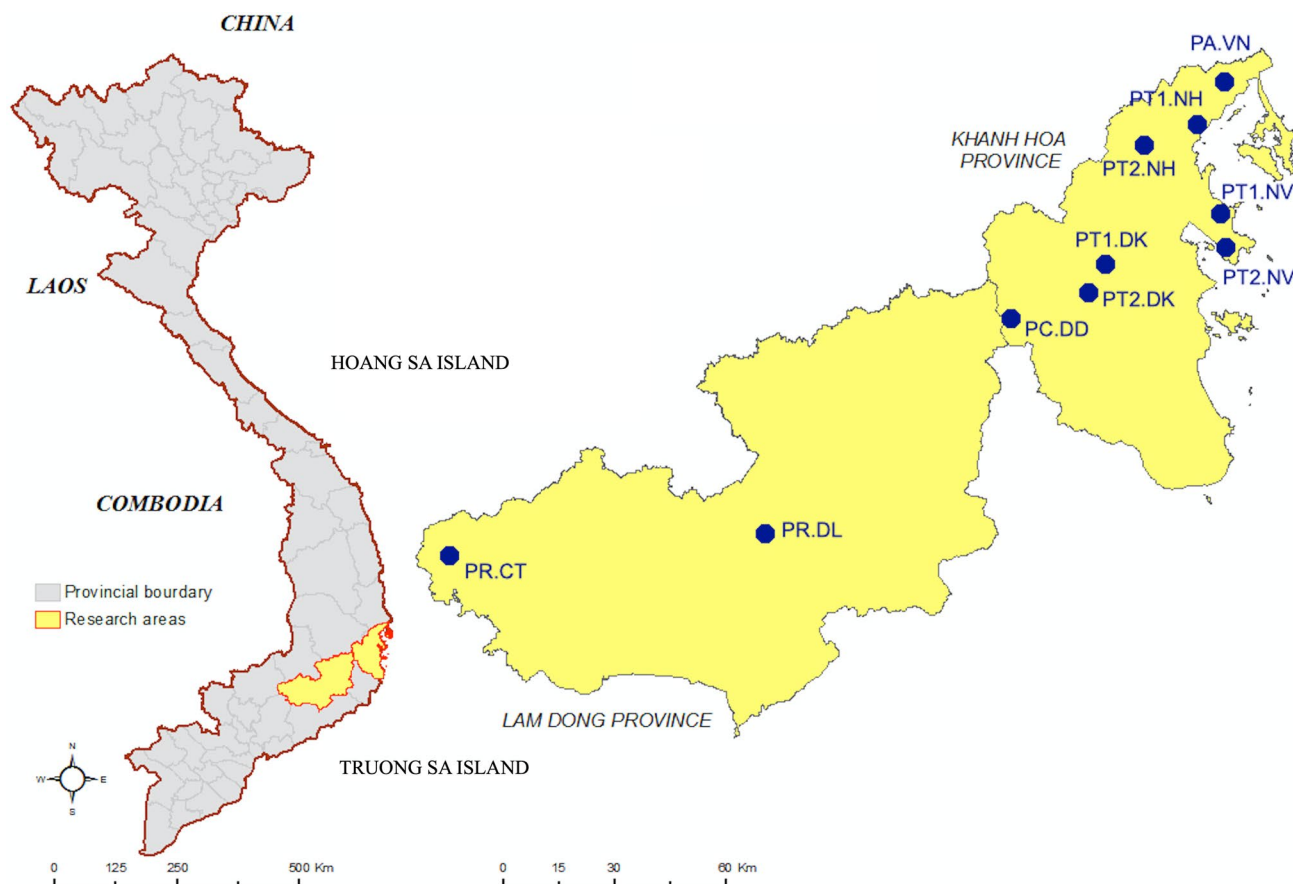 CHINA
LAOS
HOANG SA ISLAND
COMBODIA
Provincial boundary
Research areas
TRUONG SA ISLAND
N
W
E
S
0 125 250 500 Km
PA.VN
PT1.NH
KHANH HOA
PROVINCE
PT2.NH
PT1.NV
PT1.DK
PT2.NV
PT2.DK
PC.DD
PR.DL
PR.CT
LAM DONG PROVINCE
0 15 30 60 Km